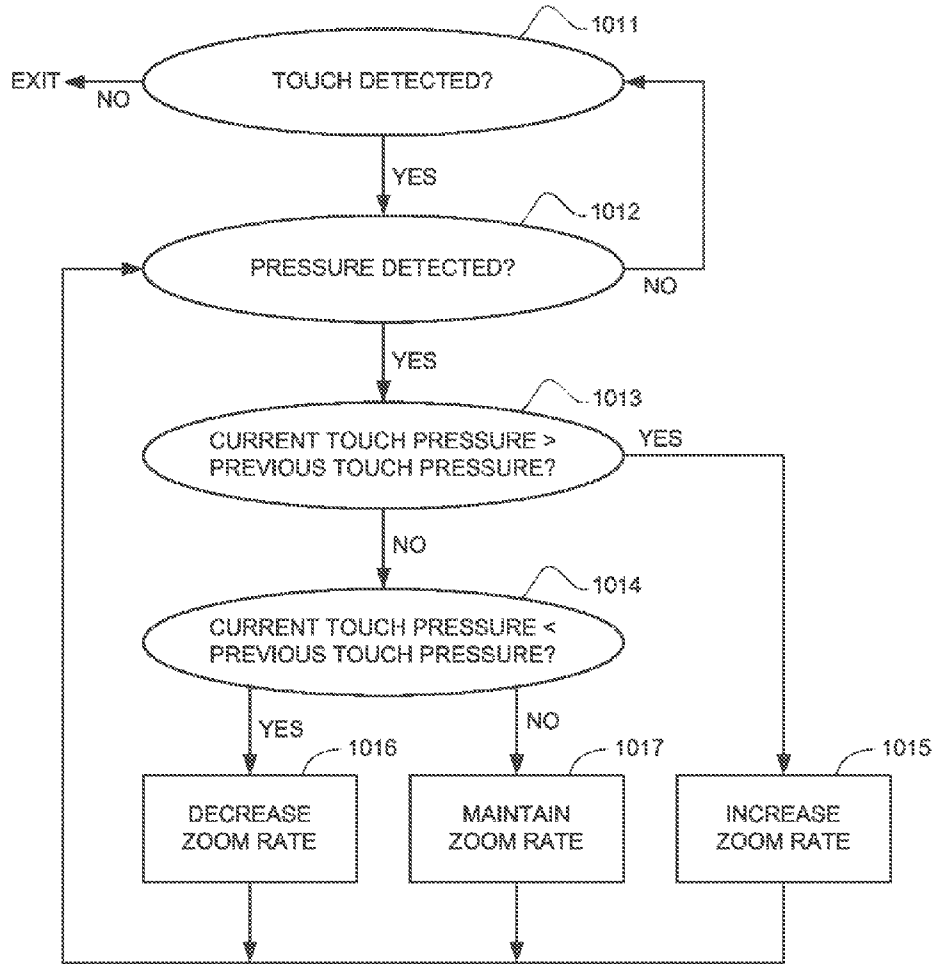 1011
TOUCH DETECTED?
EXIT
NO
YES
1012
PRESSURE DETECTED?
NO
YES
1013
CURRENT TOUCH PRESSURE >
PREVIOUS TOUCH PRESSURE?
YES
NO
1014
CURRENT TOUCH PRESSURE <
PREVIOUS TOUCH PRESSURE?
YES
NO
1016
1017
1015
DECREASE
ZOOM RATE
MAINTAIN
ZOOM RATE
INCREASE
ZOOM RATE